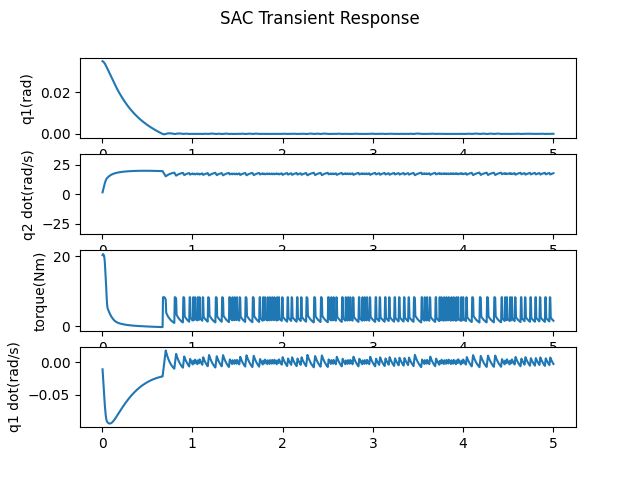 SAC Transient Response
q1(rad)
0.02
0.00
0 1 2 3 4 5
q2 dot(rad/s)
25
0
−25
0 1 2 3 4 5
torque(Nm)
20
0
0 1 2 3 4 5
q1 dot(rad/s)
0.00
−0.05
0 1 2 3 4 5